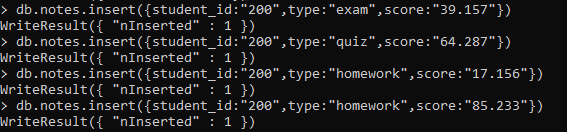 > db.notes.insert({student_id:"200",type:"exam",score:"39.157"})
WriteResult({ "nInserted" : 1 })
> db.notes.insert({student_id:"200",type:"quiz",score:"64.287"})
WriteResult({ "nInserted" : 1 })
> db.notes.insert({student_id:"200",type:"homework",score:"17.156"})
WriteResult({ "nInserted" : 1 })
> db.notes.insert({student_id:"200",type:"homework",score:"85.233"})
WriteResult({ "nInserted" : 1 })